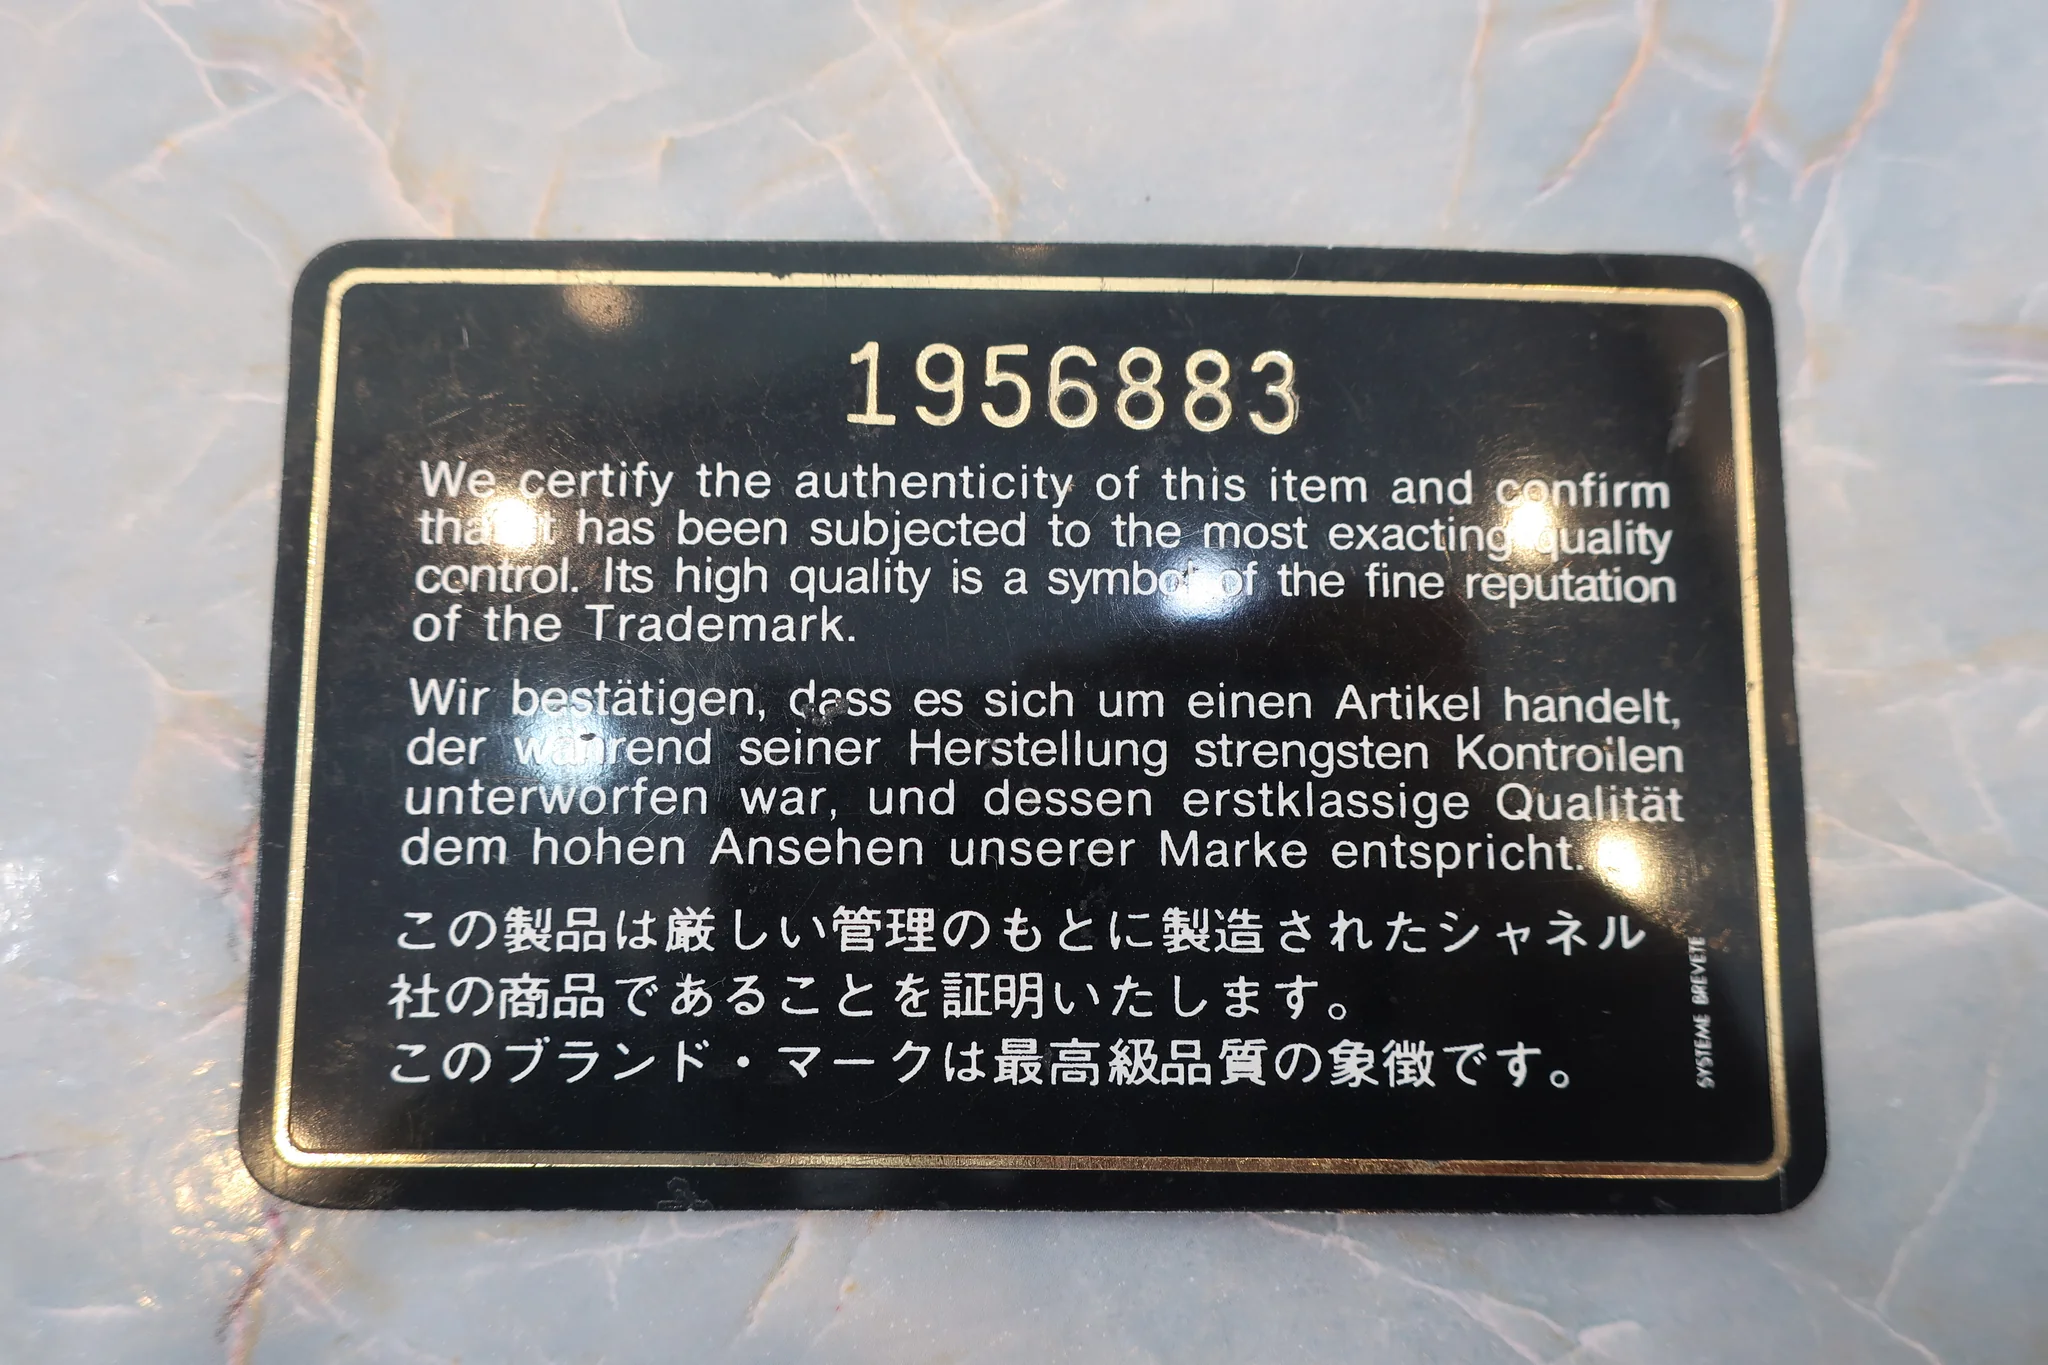 1956883
We certify the authenticity of this item and confirm
that it has been subjected to the most exacting quality
control. Its high quality is a symbol of the fine reputation
of the Trademark.
Wir bestätigen, dass es sich um einen Artikel handelt,
der während seiner Herstellung strengsten Kontrollen
unterworfen war, und dessen erstklassige Qualität
dem hohen Ansehen unserer Marke entspricht.
この製品は厳しい管理のもとに製造されたシャネル
社の商品であることを証明いたします。
このブランド・マークは最高級品質の象徴です。
SYSTEME BREVETE